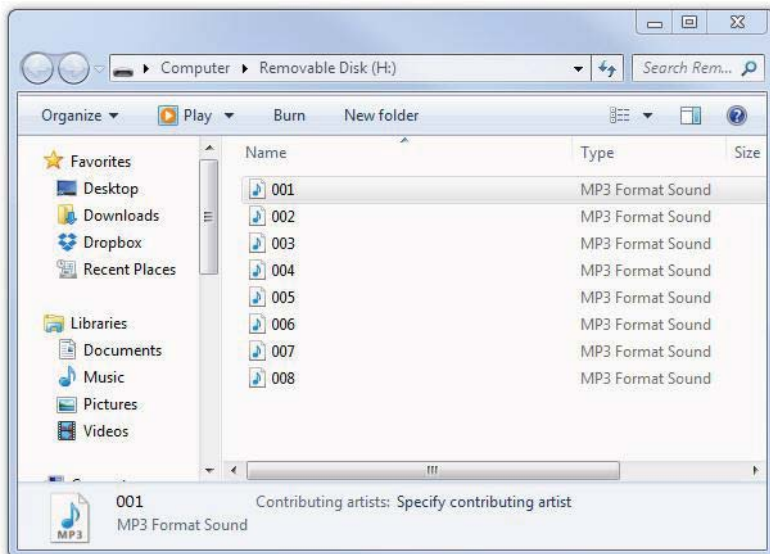 Computer Removable Disk (H:) Search Rem...
Organize Play Burn New folder
Favorites
Desktop
Downloads
Dropbox
Recent Places
Libraries
Documents
Music
Pictures
Videos
Name Type Size
001 MP3 Format Sound
002 MP3 Format Sound
003 MP3 Format Sound
004 MP3 Format Sound
005 MP3 Format Sound
006 MP3 Format Sound
007 MP3 Format Sound
008 MP3 Format Sound
MP3
001 Contributing artists: Specify contributing artist
MP3 Format Sound